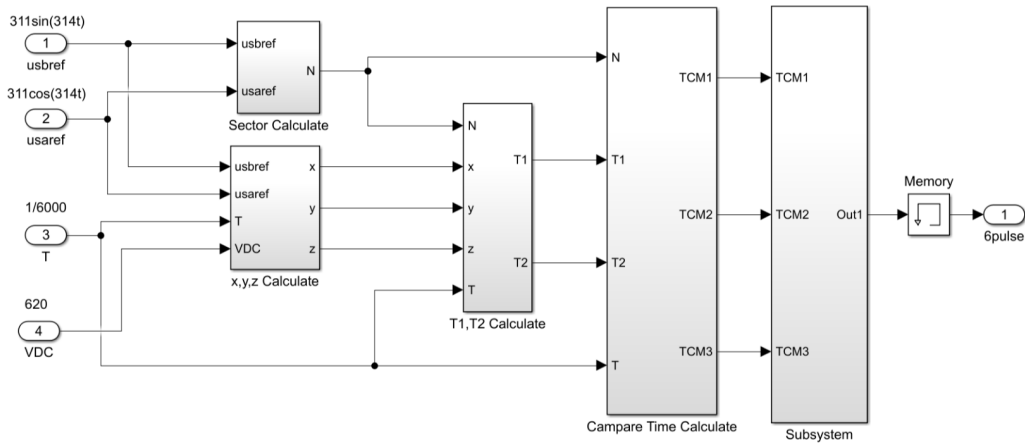 311sin(314t)
1
usbref
311cos(314t)
2
usaref
1/6000
3
T
620
4
VDC
usbref
usaref
N
Sector Calculate
usbref
usaref
T
VDC
x
y
z
x,y,z Calculate
N
x
y
z
T
T1
T2
T1,T2 Calculate
N
T1
T2
T
TCM1
TCM2
TCM3
Campare Time Calculate
TCM1
TCM2
TCM3
Out1
Subsystem
Memory
1
6pulse